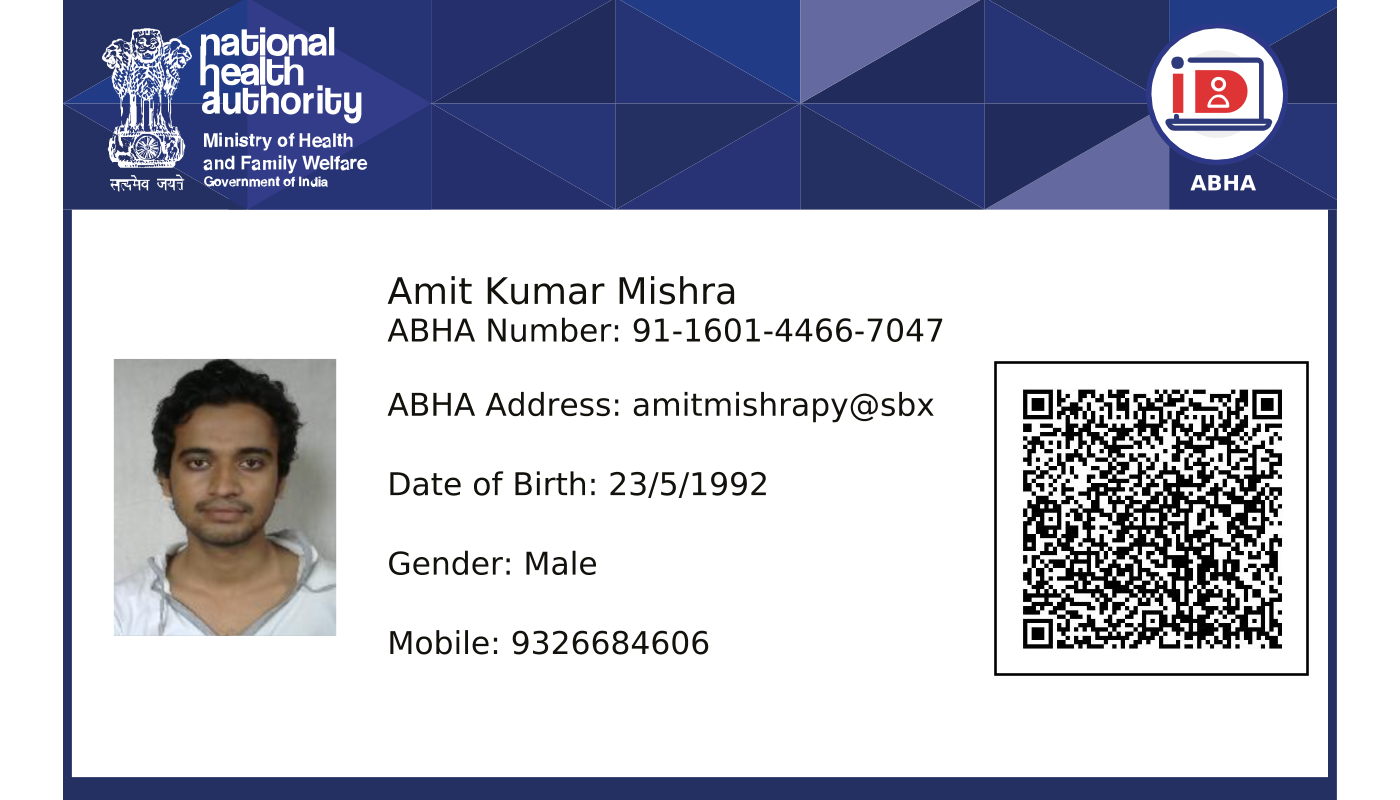 national
health
authority
Ministry of Health
and Family Welfare
Government of India
सत्यमेव जयते
ABHA
Amit Kumar Mishra
ABHA Number: 91-1601-4466-7047
ABHA Address: amitmishrapy@sbx
Date of Birth: 23/5/1992
Gender: Male
Mobile: 9326684606